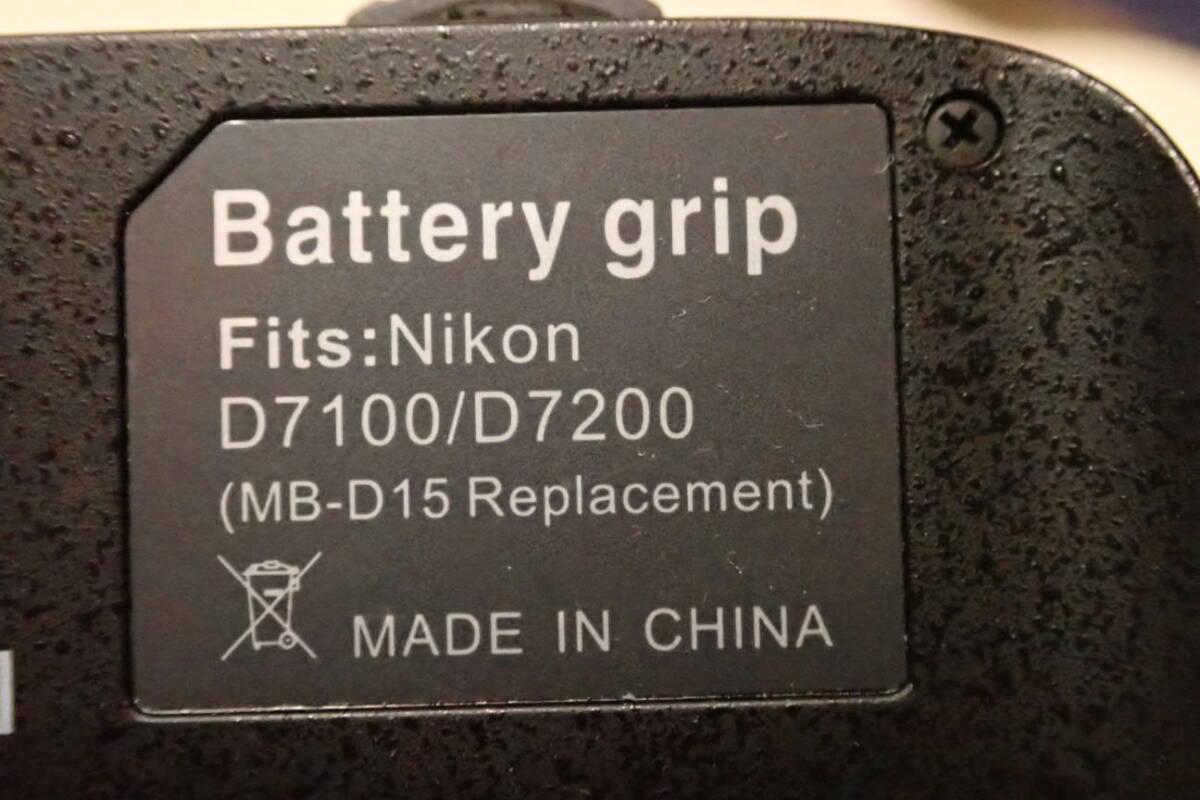 Battery grip
Fits:Nikon
D7100/D7200
(MB-D15 Replacement)
MADE IN CHINA